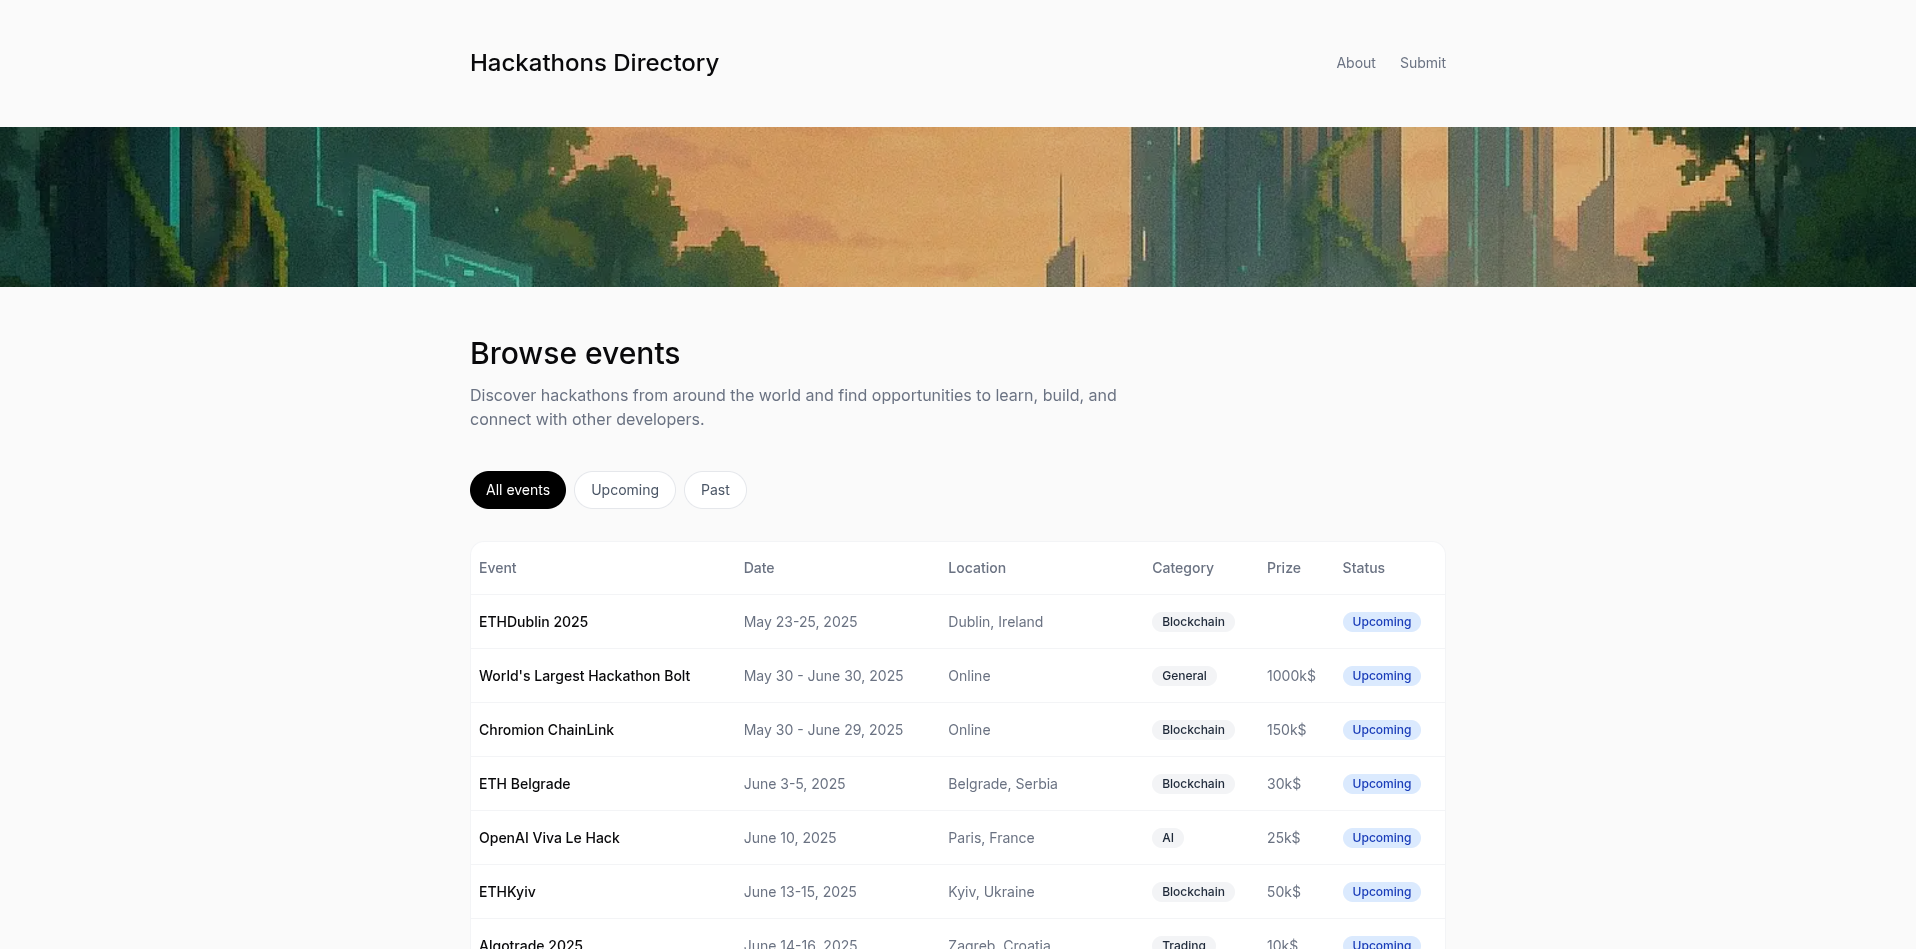 Hackathons Directory
About Submit
Browse events
Discover hackathons from around the world and find opportunities to learn, build, and
connect with other developers.
All events Upcoming Past
Event Date Location Category Prize Status
ETHDublin 2025 May 23-25, 2025 Dublin, Ireland Blockchain Upcoming
World's Largest Hackathon Bolt May 30 - June 30, 2025 Online General 1000k$ Upcoming
Chromion ChainLink May 30 - June 29, 2025 Online Blockchain 150k$ Upcoming
ETH Belgrade June 3-5, 2025 Belgrade, Serbia Blockchain 30k$ Upcoming
OpenAI Viva Le Hack June 10, 2025 Paris, France AI 25k$ Upcoming
ETHKyiv June 13-15, 2025 Kyiv, Ukraine Blockchain 50k$ Upcoming
Algotrade 2025 June 14-16, 2025 Zagreb, Croatia Trading 10k$ Upcoming